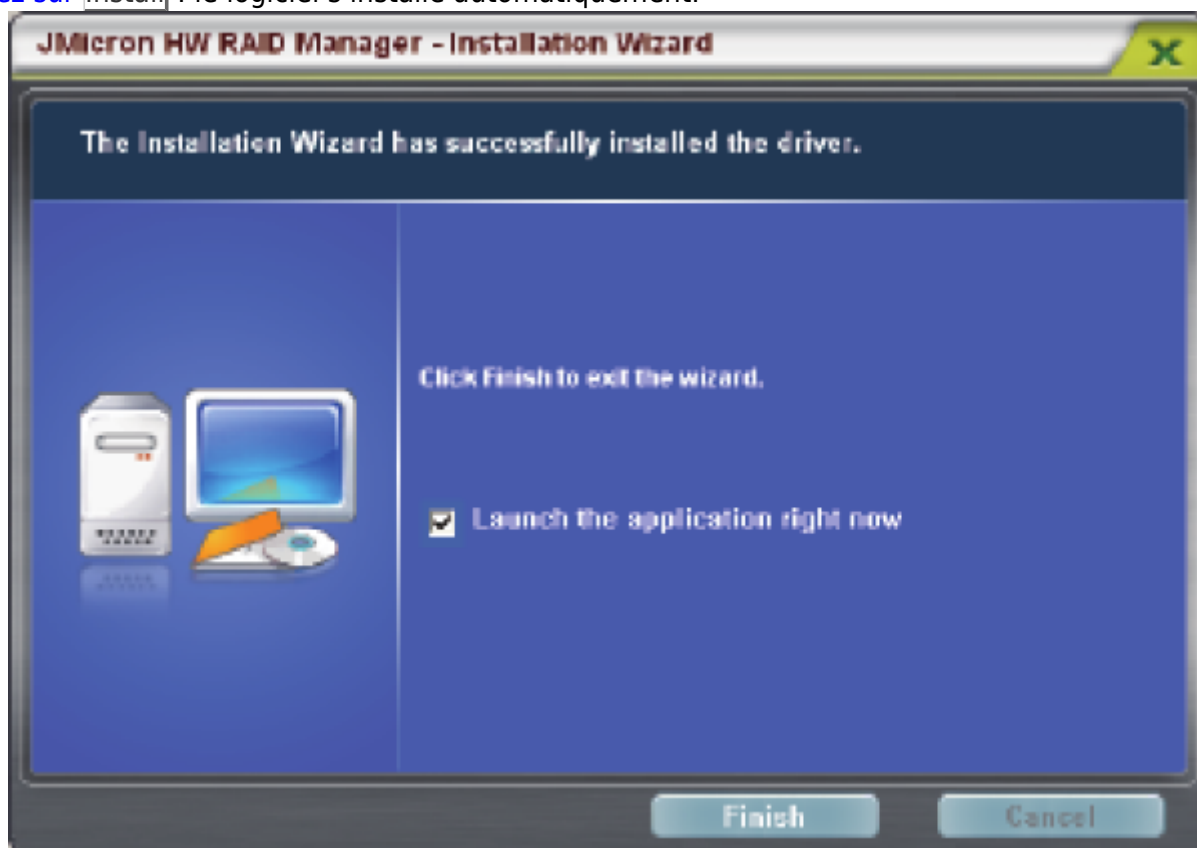 ez sur Install : le logiciel s'installe automatiquement.
JMicron HW RAID Manager - Installation Wizard
X
The Installation Wizard has successfully installed the driver.
Click Finish to exit the wizard.
Launch the application right now
Finish
Cancel